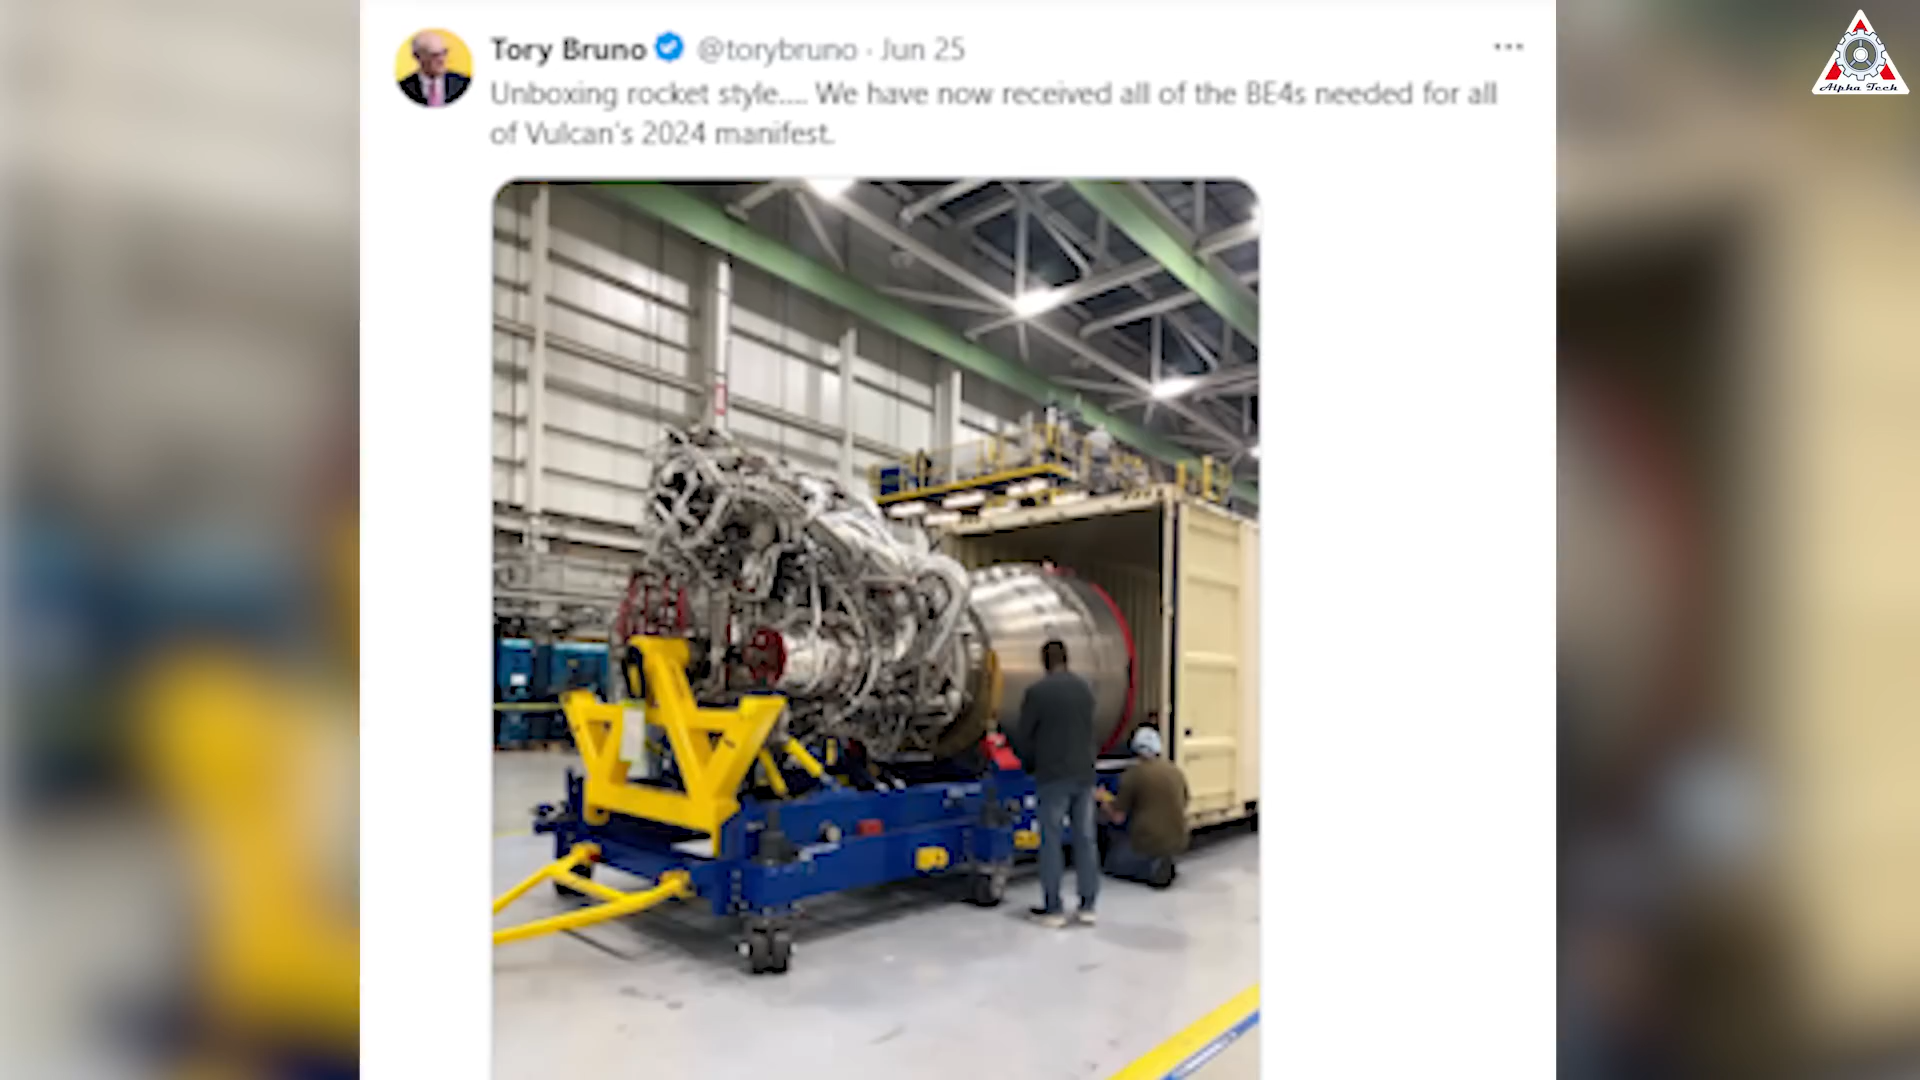 Tory Bruno @torybruno · Jun 25
Unboxing rocket style.... We have now received all of the BE4s needed for all
of Vulcan's 2024 manifest.
Alpha Tech